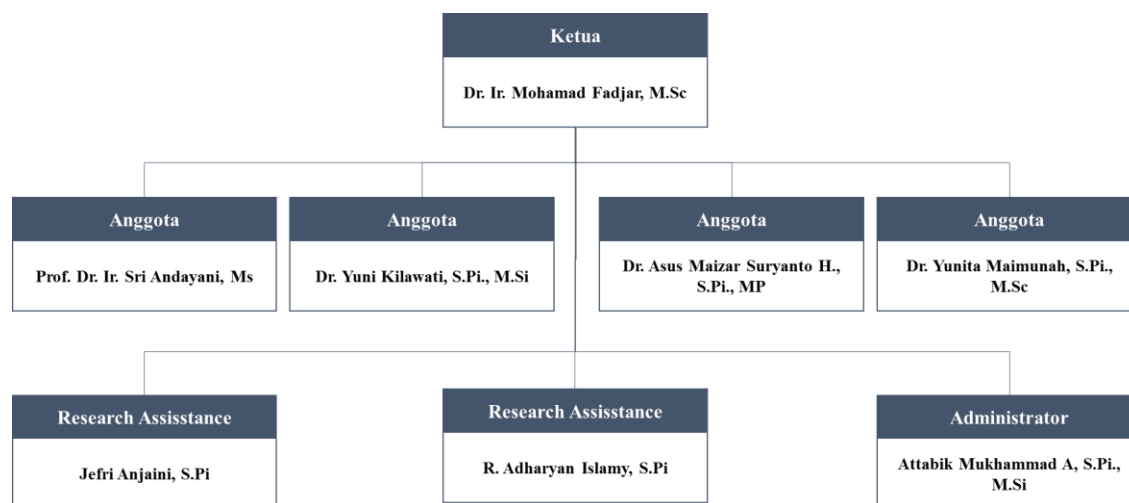 Ketua
Dr. Ir. Mohamad Fadjar, M.Sc
Anggota
Prof. Dr. Ir. Sri Andayani, Ms
Anggota
Dr. Yuni Kilawati, S.Pi., M.Si
Anggota
Dr. Asus Maizar Suryanto H.,
S.Pi., MP
Anggota
Dr. Yunita Maimunah, S.Pi.,
M.Sc
Research Assisstance
Jefri Anjaini, S.Pi
Research Assisstance
R. Adharyan Islamy, S.Pi
Administrator
Attabik Mukhammad A, S.Pi.,
M.Si